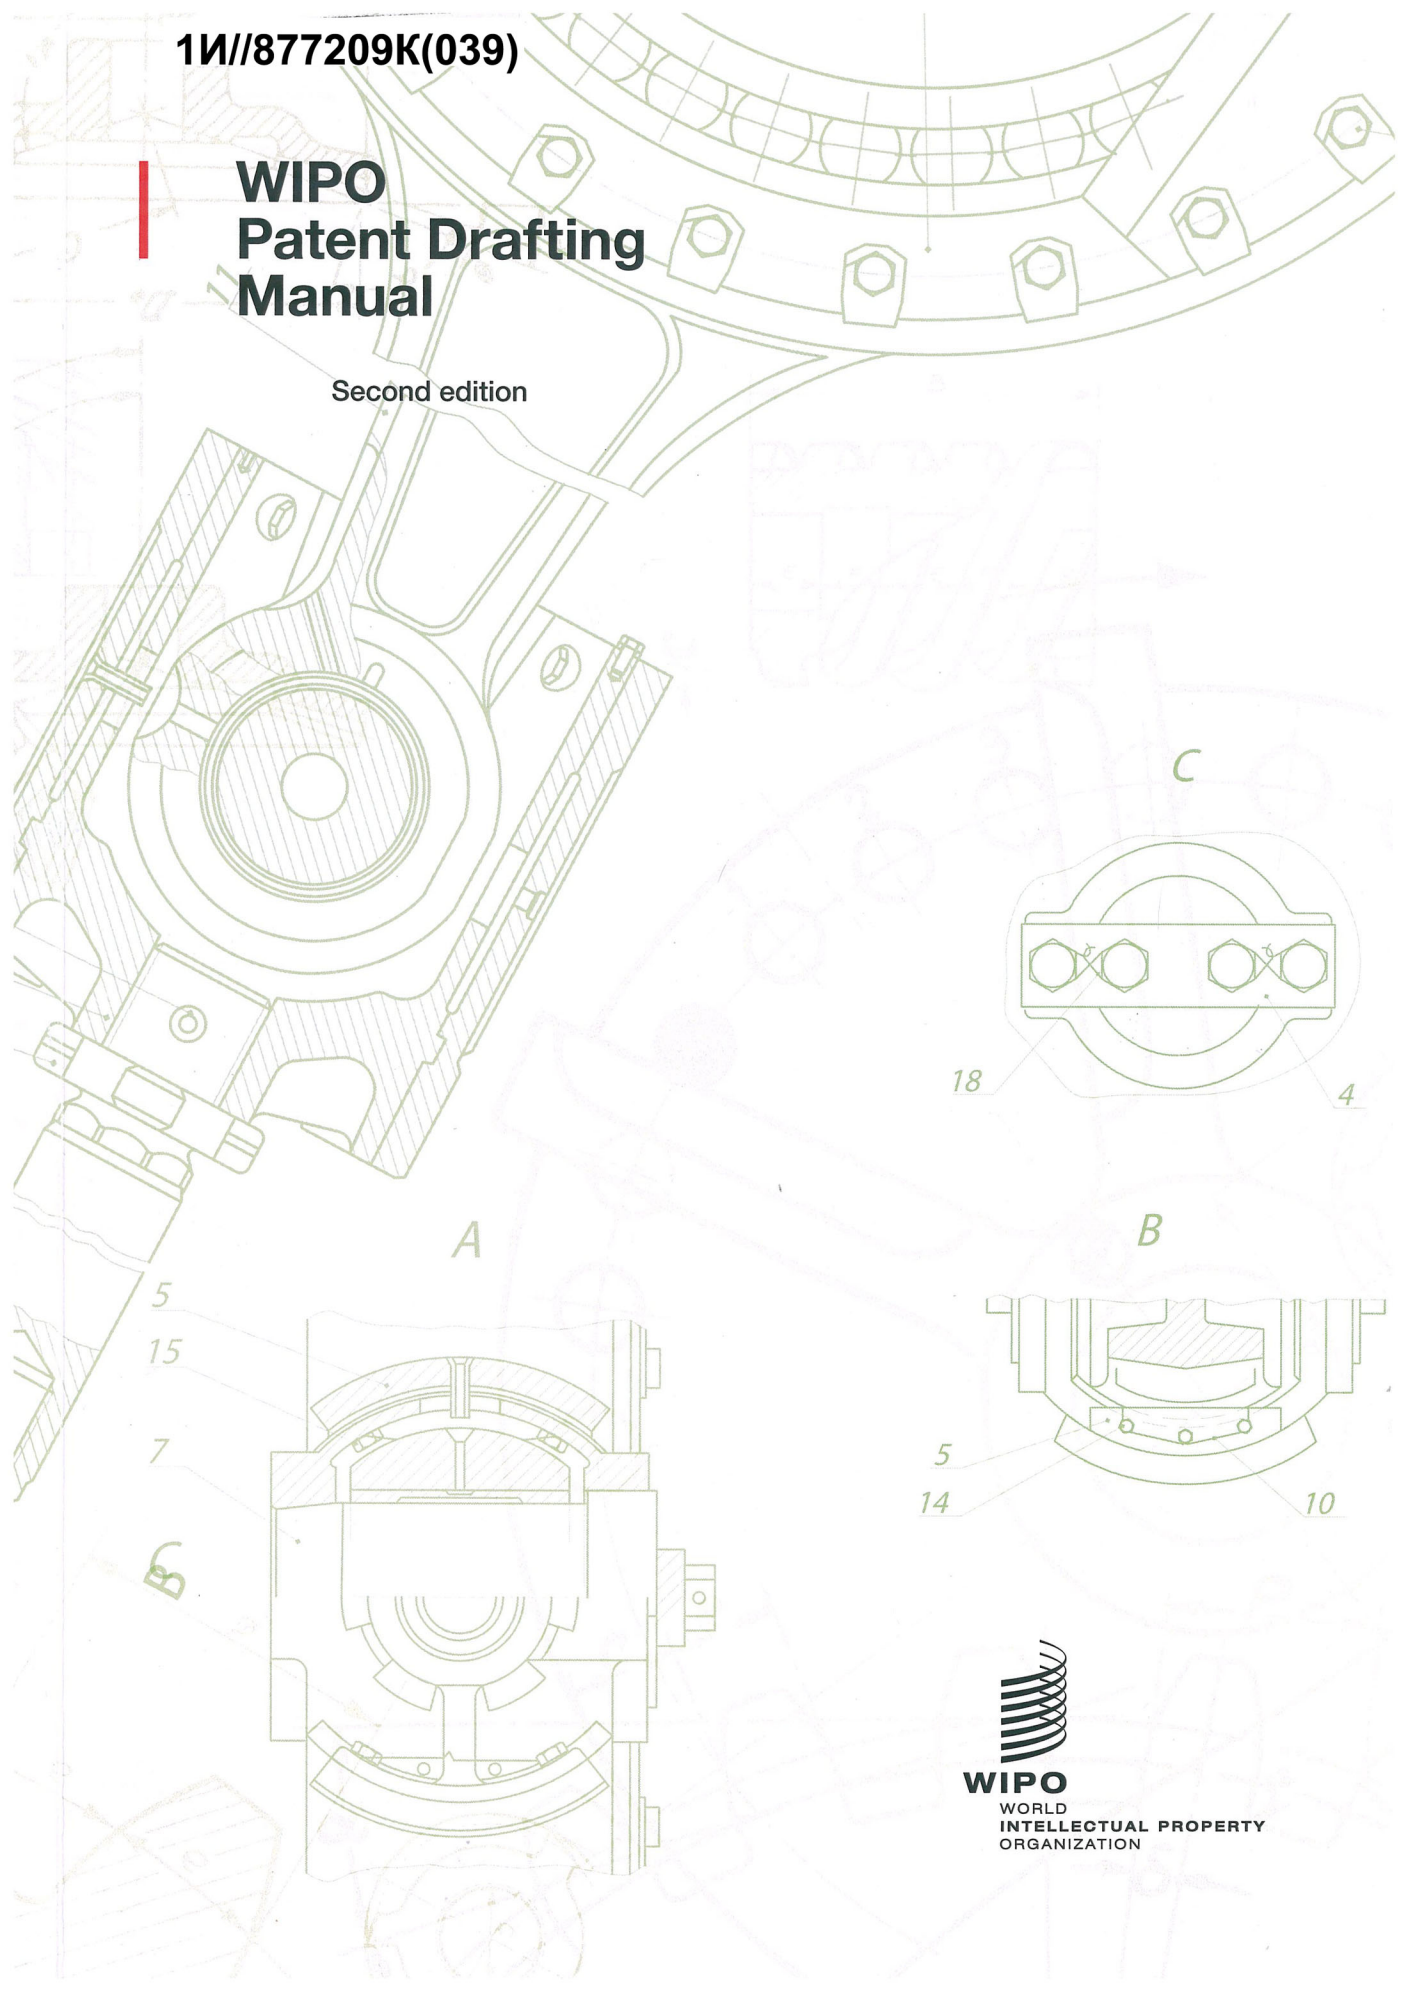 1И//877209К(039)
WIPO
Patent Drafting
Manual
11
Second edition
C
18
4
A
B
5
15
7
5
14
10
C
B
WIPO
WORLD
INTELLECTUAL PROPERTY
ORGANIZATION